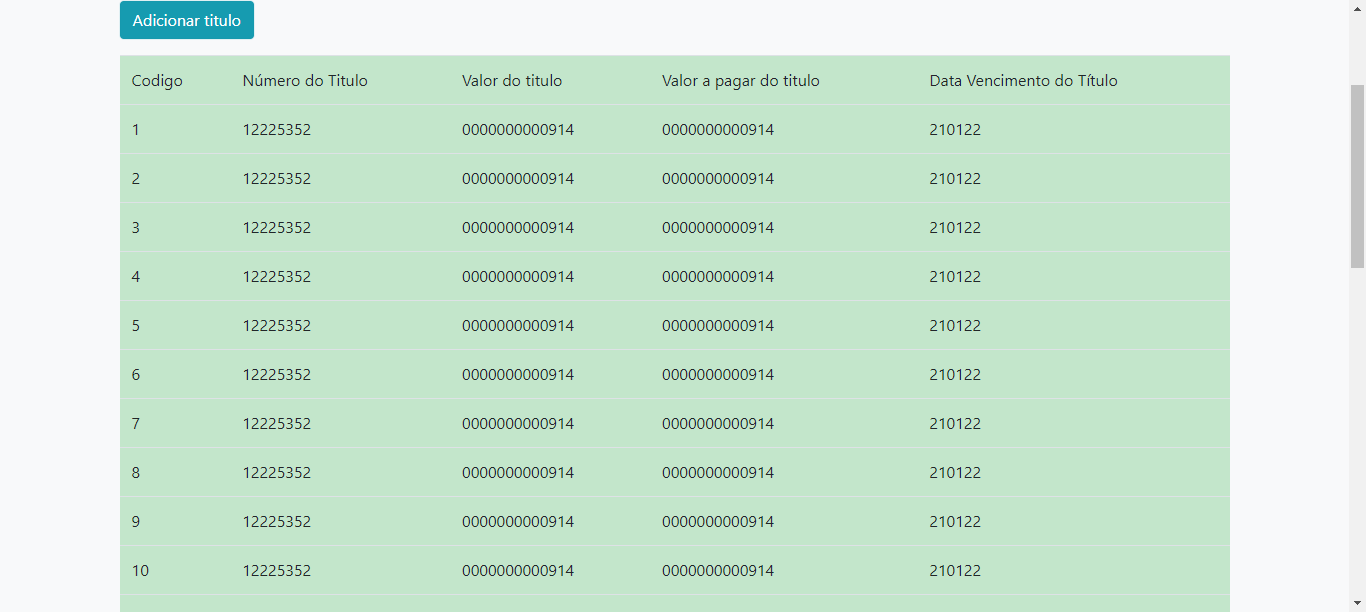 Adicionar titulo
Codigo Número do Titulo Valor do titulo Valor a pagar do titulo Data Vencimento do Título
1 12225352 0000000000914 0000000000914 210122
2 12225352 0000000000914 0000000000914 210122
3 12225352 0000000000914 0000000000914 210122
4 12225352 0000000000914 0000000000914 210122
5 12225352 0000000000914 0000000000914 210122
6 12225352 0000000000914 0000000000914 210122
7 12225352 0000000000914 0000000000914 210122
8 12225352 0000000000914 0000000000914 210122
9 12225352 0000000000914 0000000000914 210122
10 12225352 0000000000914 0000000000914 210122